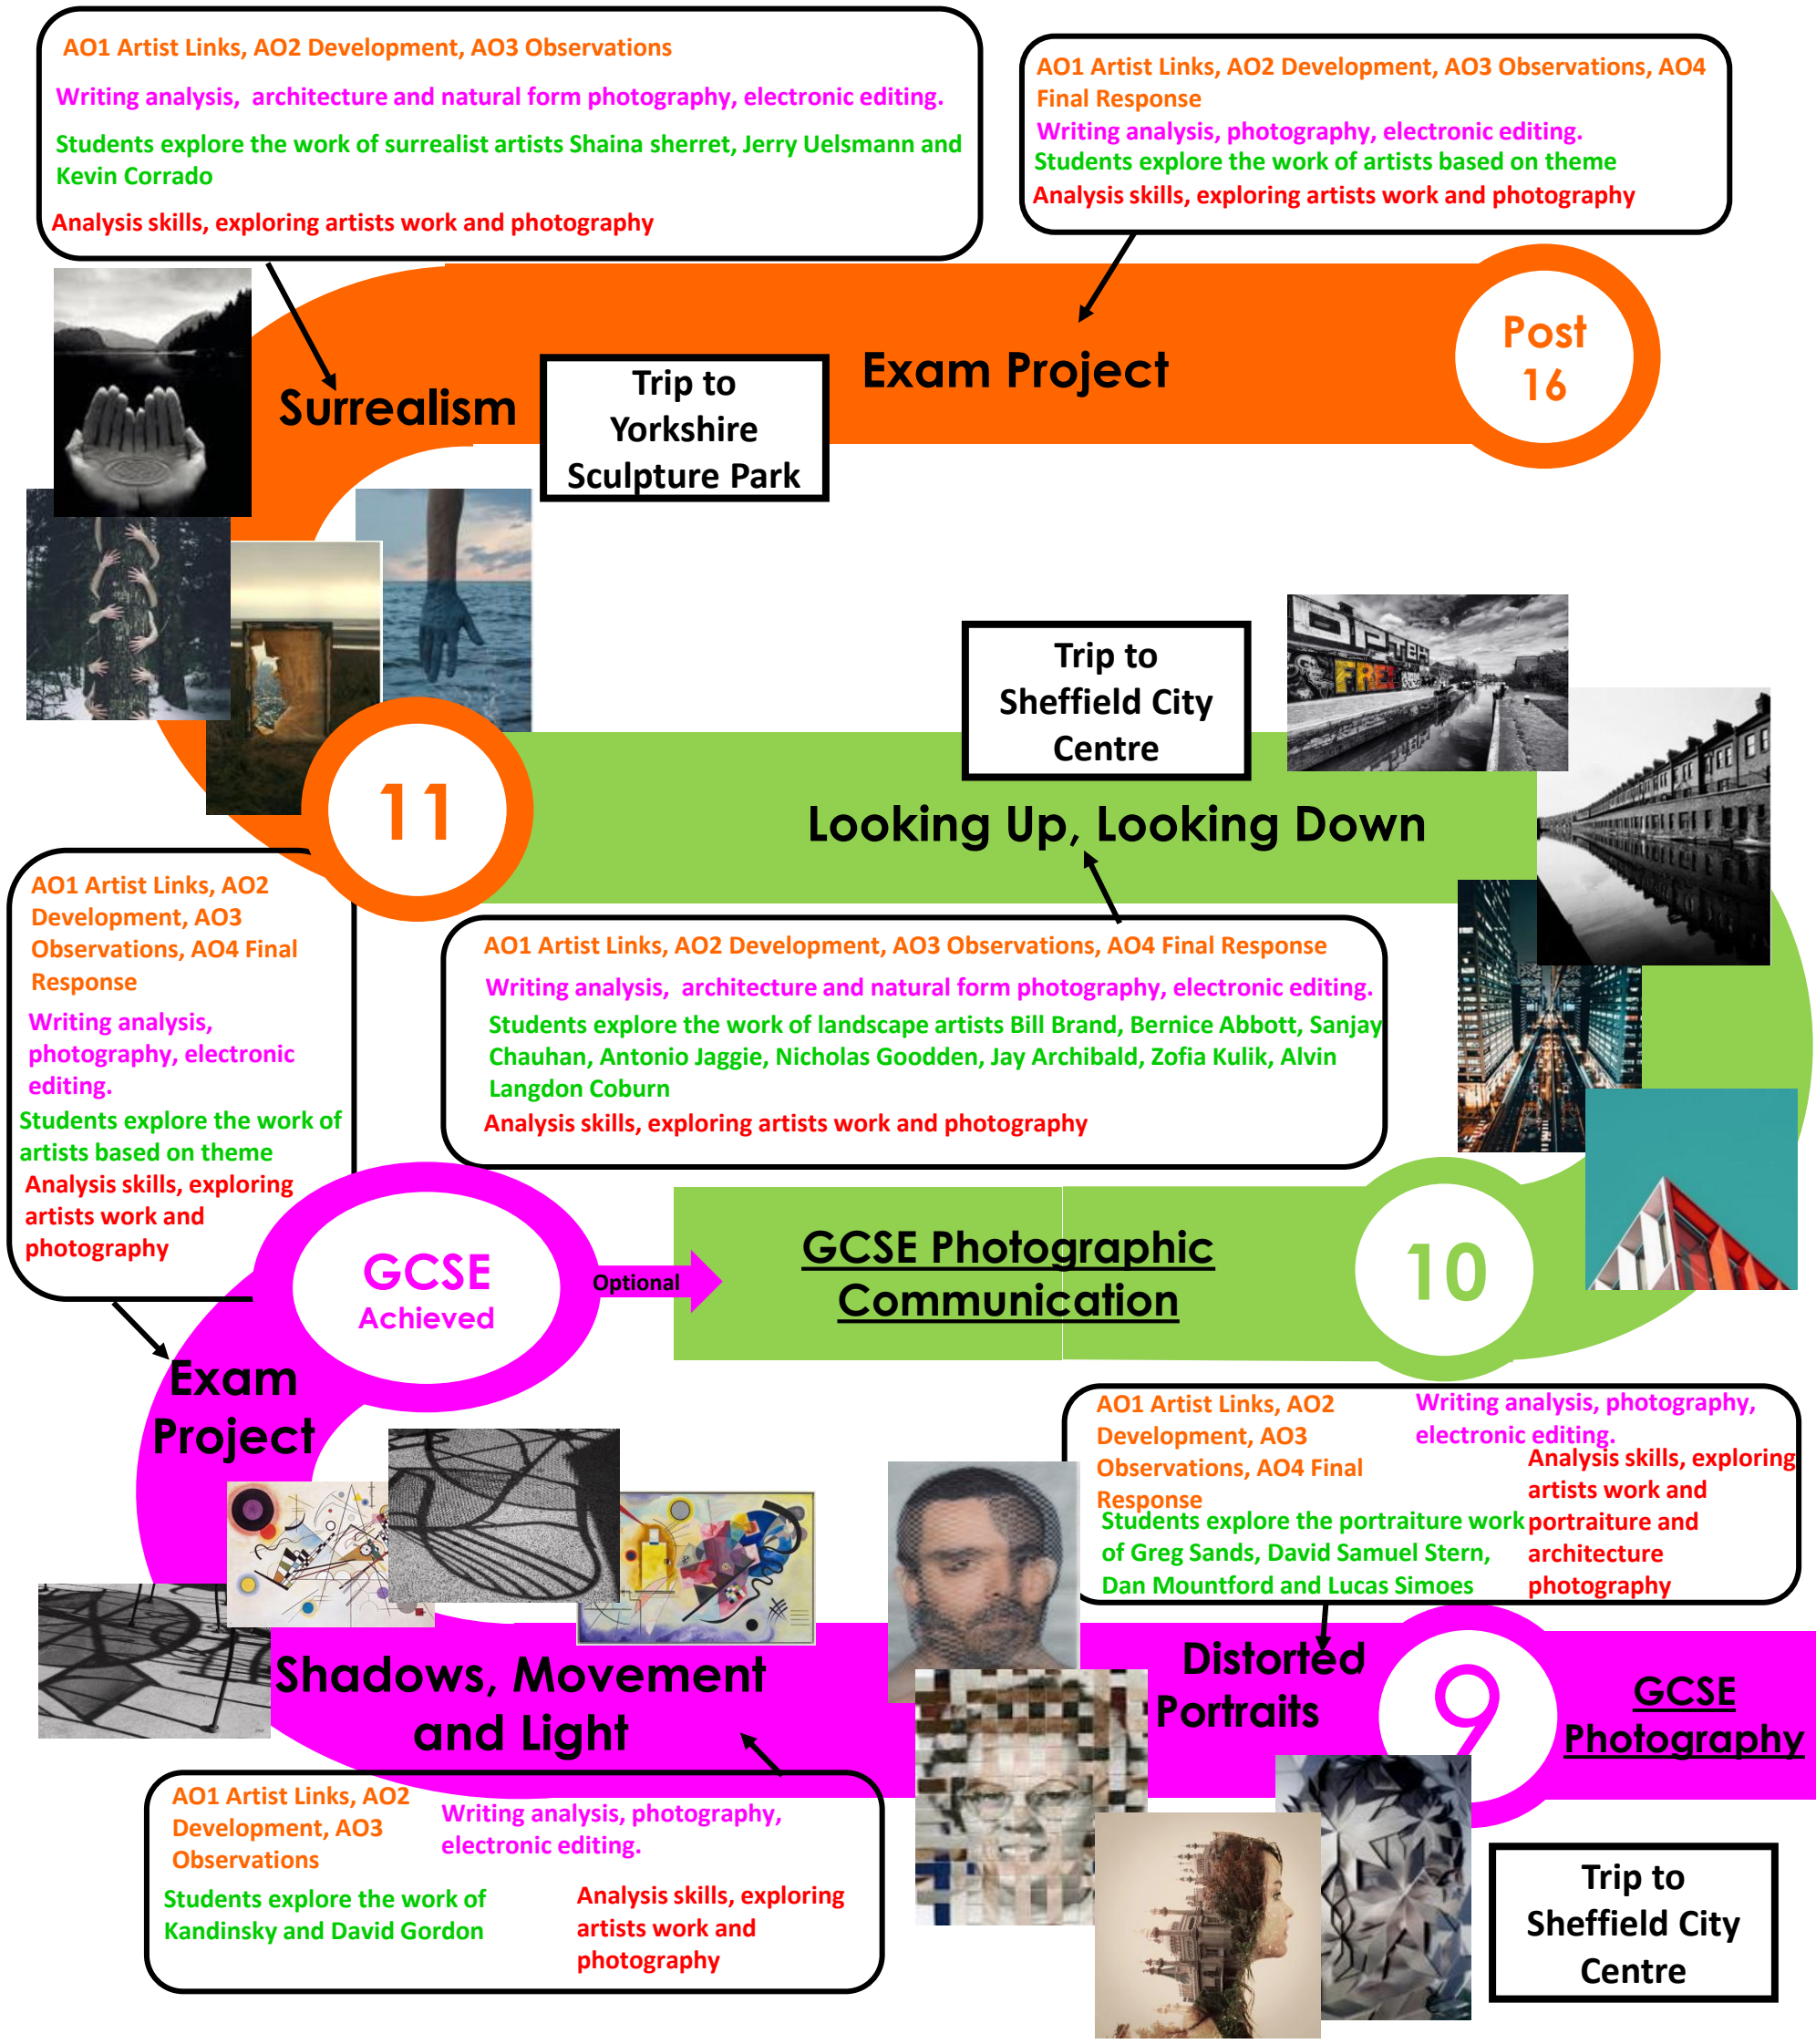 AO1 Artist Links, AO2 Development, AO3 Observations
Writing analysis,  architecture and natural form photography, electronic editing.
Students explore the work of surrealist artists Shaina sherret, Jerry Uelsmann and
Kevin Corrado
Analysis skills, exploring artists work and photography
AO1 Artist Links, AO2 Development, AO3 Observations, AO4
Final Response
Writing analysis, photography, electronic editing.
Students explore the work of artists based on theme
Analysis skills, exploring artists work and photography
Surrealism
Trip to
Yorkshire
Sculpture Park
Exam Project
Post
16
Trip to
Sheffield City
Centre
FREE
11
Looking Up, Looking Down
AO1 Artist Links, AO2
Development, AO3
Observations, AO4 Final
Response
Writing analysis,
photography, electronic
editing.
Students explore the work of
artists based on theme
Analysis skills, exploring
artists work and
photography
AO1 Artist Links, AO2 Development, AO3 Observations, AO4 Final Response
Writing analysis,  architecture and natural form photography, electronic editing.
Students explore the work of landscape artists Bill Brand, Bernice Abbott, Sanjay
Chauhan, Antonio Jaggie, Nicholas Goodden, Jay Archibald, Zofia Kulik, Alvin
Langdon Coburn
Analysis skills, exploring artists work and photography
GCSE
Achieved
Optional
GCSE Photographic
Communication
10
Exam
Project
AO1 Artist Links, AO2
Development, AO3
Observations, AO4 Final
Response
Writing analysis, photography,
electronic editing.
Students explore the portraiture work
of Greg Sands, David Samuel Stern,
Dan Mountford and Lucas Simoes
Analysis skills, exploring
artists work and
portraiture and
architecture
photography
Shadows, Movement
and Light
Distorted
Portraits
9
GCSE
Photography
AO1 Artist Links, AO2
Development, AO3
Observations
Writing analysis, photography,
electronic editing.
Students explore the work of
Kandinsky and David Gordon
Analysis skills, exploring
artists work and
photography
Trip to
Sheffield City
Centre